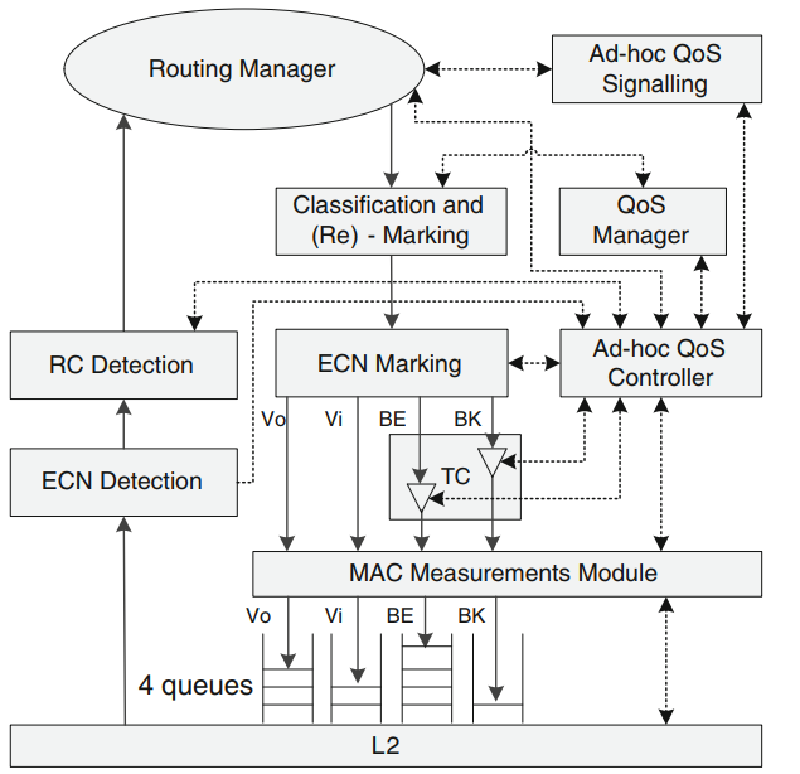 Routing Manager
Ad-hoc QoS
Signalling
Classification and
(Re) - Marking
QoS
Manager
RC Detection
ECN Marking
Ad-hoc QoS
Controller
Vo
Vi
BE
BK
ECN Detection
TC
MAC Measurements Module
Vo
Vi
BE
BK
4 queues
L2